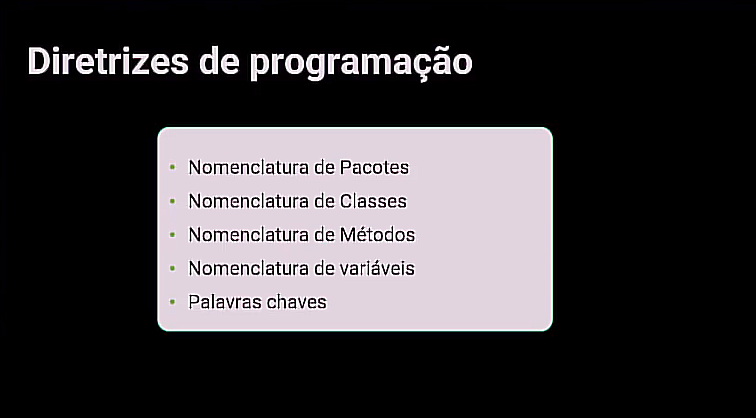 Diretrizes de programação
• Nomenclatura de Pacotes
• Nomenclatura de Classes
• Nomenclatura de Métodos
• Nomenclatura de variáveis
• Palavras chaves